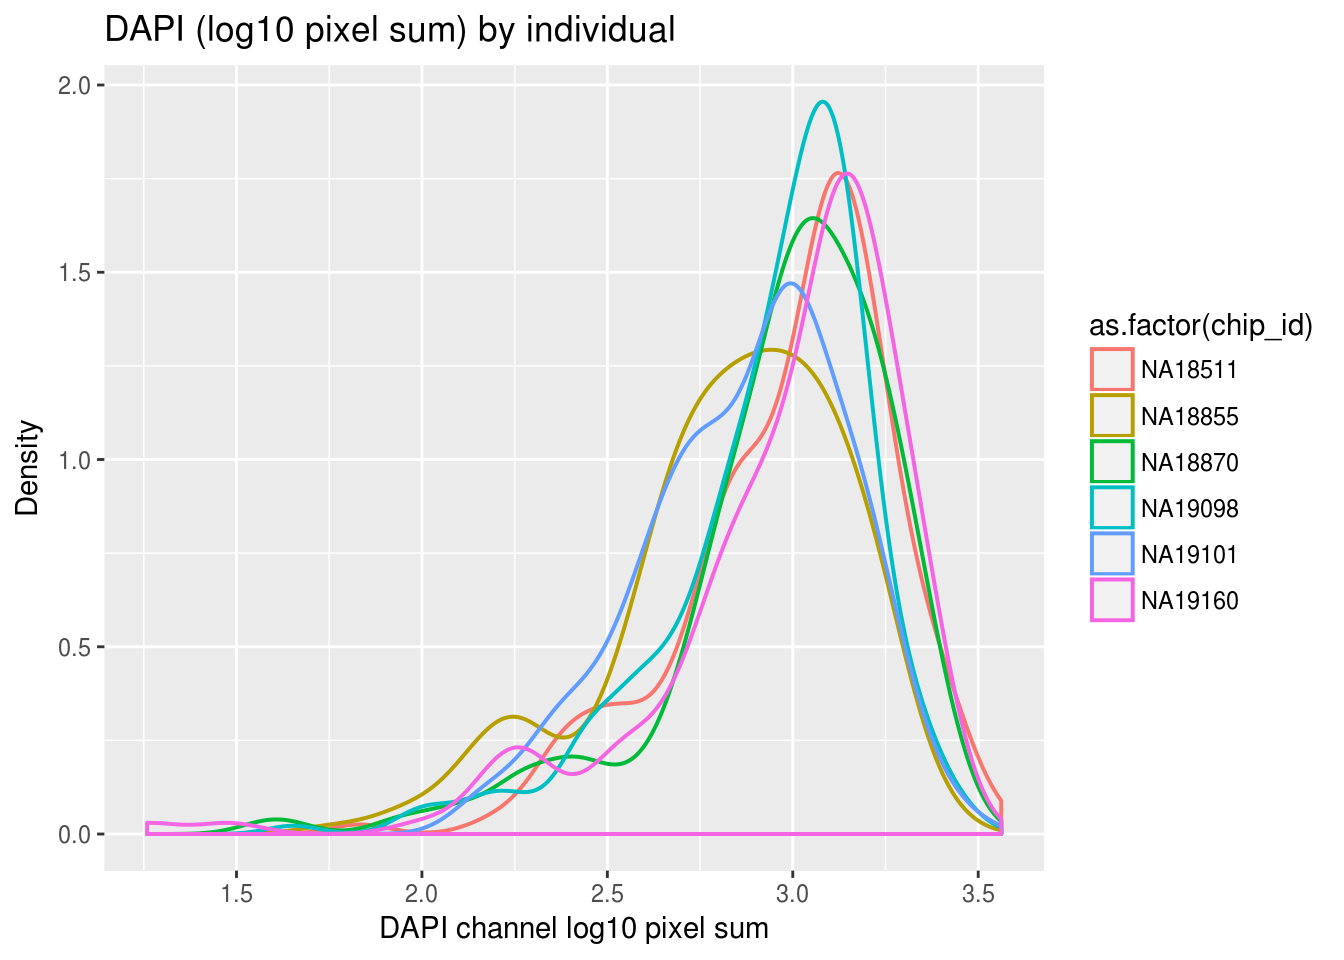 DAPI (log10 pixel sum) by individual
2.0
1.5
1.0
0.5
0.0
Density
1.5 2.0 2.5 3.0 3.5
DAPI channel log10 pixel sum
as.factor(chip_id)
NA18511
NA18855
NA18870
NA19098
NA19101
NA19160